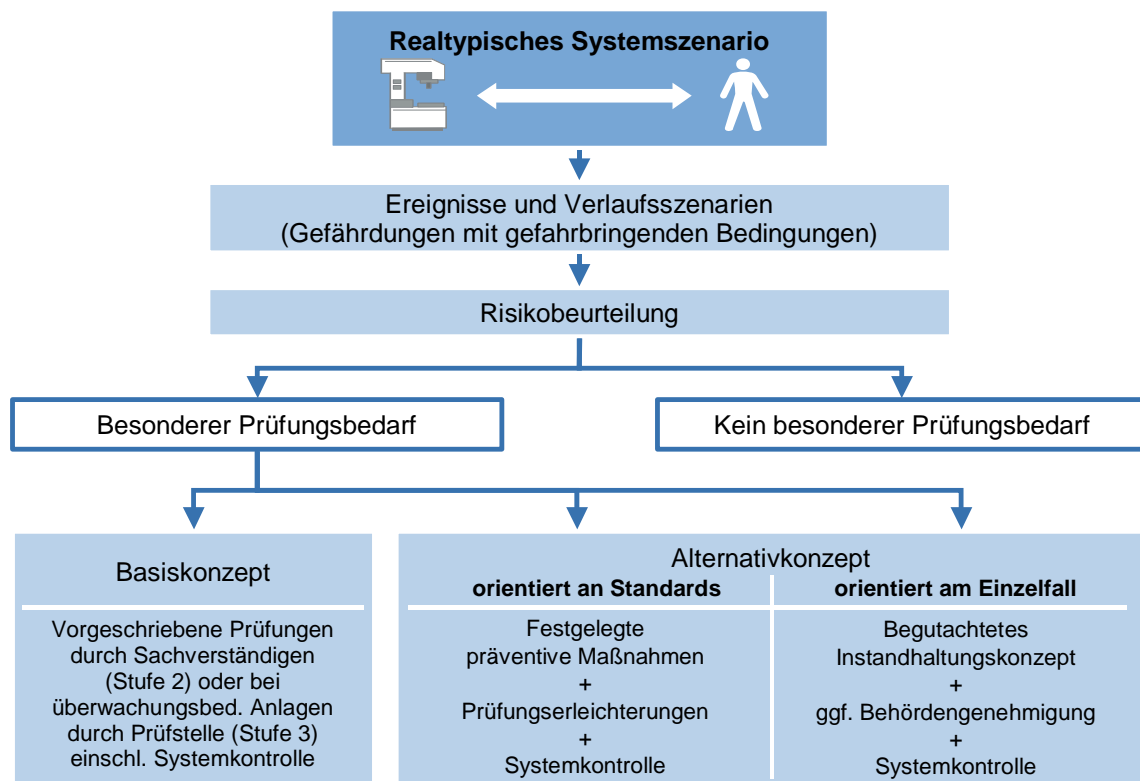 Realtypisches Systemszenario
Ereignisse und Verlaufsszenarien
(Gefährdungen mit gefahrbringenden Bedingungen)
Risikobeurteilung
Besonderer Prüfungsbedarf
Kein besonderer Prüfungsbedarf
Basiskonzept
Vorgeschriebene Prüfungen
durch Sachverständigen
(Stufe 2) oder bei
überwachungsbed. Anlagen
durch Prüfstelle (Stufe 3)
einschl. Systemkontrolle
Alternativkonzept
orientiert an Standards
Festgelegte
präventive Maßnahmen
+
Prüfungserleichterungen
+
Systemkontrolle
orientiert am Einzelfall
Begutachtetes
Instandhaltungskonzept
+
ggf. Behördengenehmigung
+
Systemkontrolle